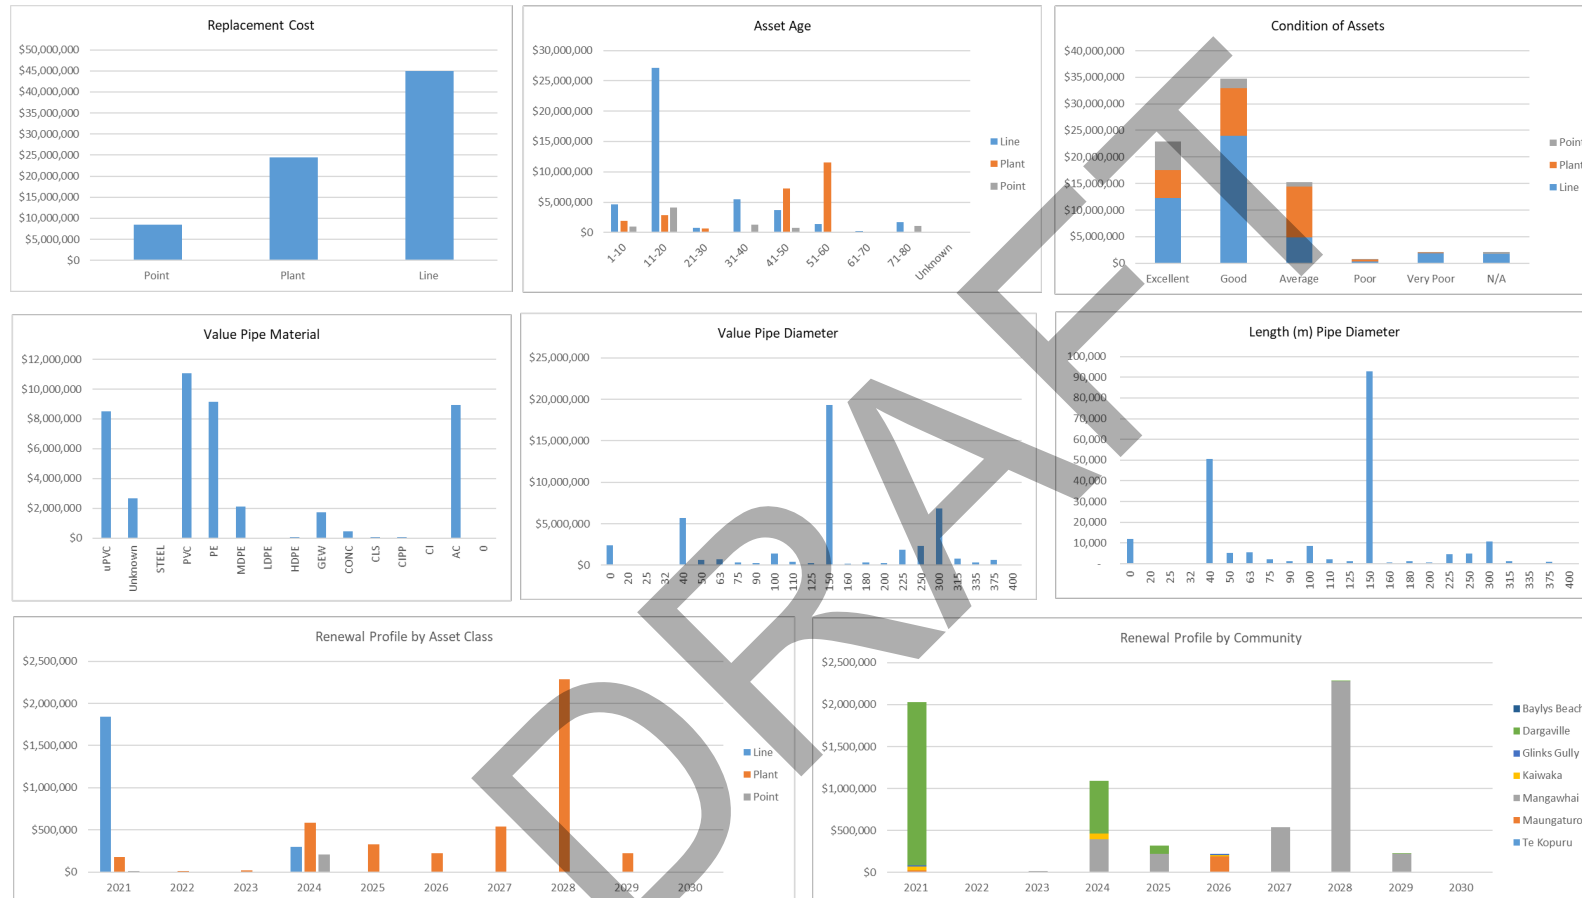 Replacement Cost
$50,000,000
$45,000,000
$40,000,000
$35,000,000
$30,000,000
$25,000,000
$20,000,000
$15,000,000
$10,000,000
$5,000,000
$0
Point Plant Line
Asset Age
$30,000,000
$25,000,000
$20,000,000
$15,000,000
$10,000,000
$5,000,000
$0
1-10 11-20 21-30 31-40 41-50 51-60 61-70 71-80 Unknown
Line
Plant
Point
Condition of Assets
$40,000,000
$35,000,000
$30,000,000
$25,000,000
$20,000,000
$15,000,000
$10,000,000
$5,000,000
$0
Excellent Good Average Poor Very Poor N/A
Point
Plant
Line
Value Pipe Material
$12,000,000
$10,000,000
$8,000,000
$6,000,000
$4,000,000
$2,000,000
$0
uPVC Unknown STEEL PVC PE MDPE LDPE HDPE GEW CONC CLS CIPP CI AC 0
Value Pipe Diameter
$25,000,000
$20,000,000
$15,000,000
$10,000,000
$5,000,000
$0
0 20 25 32 40 50 63 75 90 100 110 125 150 160 180 200 225 250 300 315 335 375 400
Length (m) Pipe Diameter
100,000
90,000
80,000
70,000
60,000
50,000
40,000
30,000
20,000
10,000
-
0 20 25 32 40 50 63 75 90 100 110 125 150 160 180 200 225 250 300 315 335 375 400
Renewal Profile by Asset Class
$2,500,000
$2,000,000
$1,500,000
$1,000,000
$500,000
$0
2021 2022 2023 2024 2025 2026 2027 2028 2029 2030
Line
Plant
Point
Renewal Profile by Community
$2,500,000
$2,000,000
$1,500,000
$1,000,000
$500,000
$0
2021 2022 2023 2024 2025 2026 2027 2028 2029 2030
Baylys Beach
Dargaville
Glinks Gully
Kaiwaka
Mangawhai
Maungaturo
Te Kopuru
DRAFT